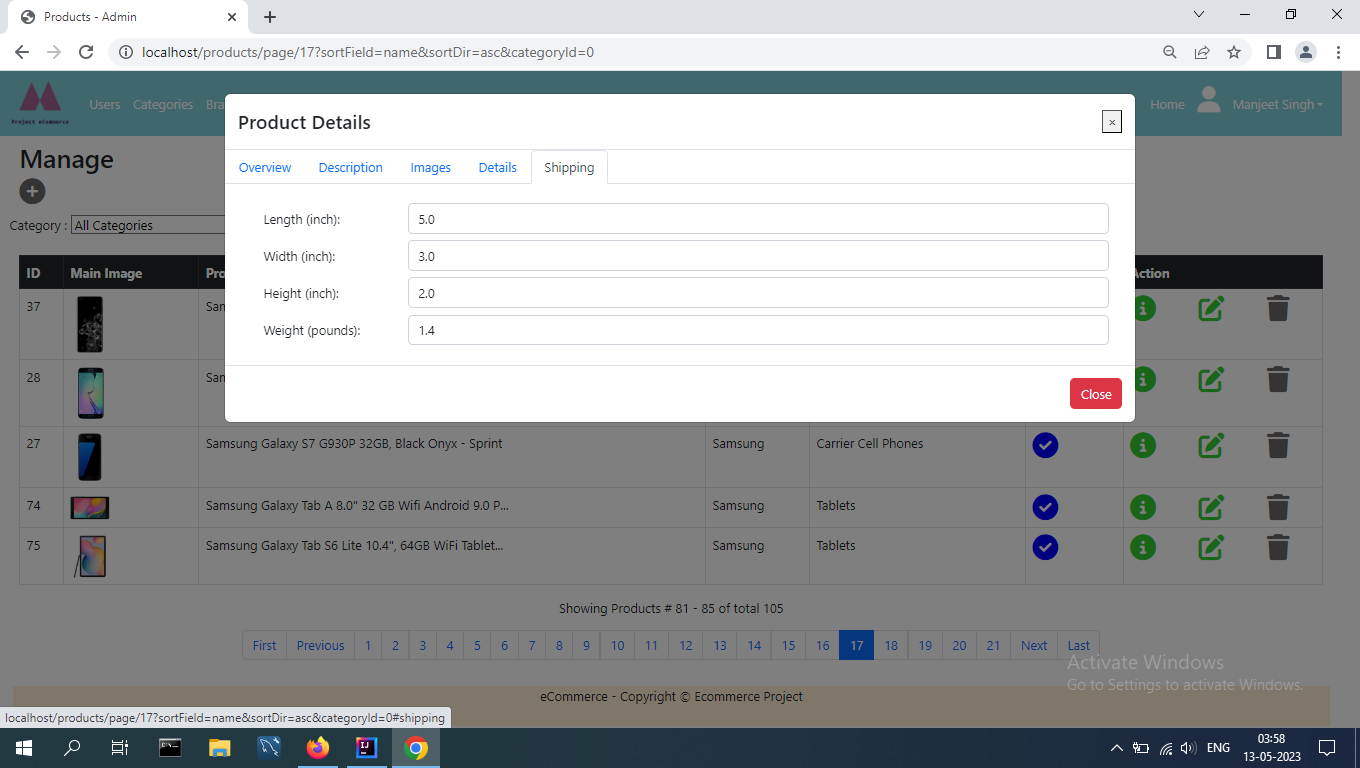 Products - Admin
localhost/products/page/17?sortField=name&sortDir=asc&categoryId=0
Project eCommerce
Users Categories Bra
Home Manjeet Singh
Product Details ×
Manage
Overview Description Images Details Shipping
Category : All Categories
Length (inch): 5.0
Width (inch): 3.0
Height (inch): 2.0
Weight (pounds): 1.4
Close
ID Main Image Pro Action
37 Sam
28 Sam
27 Samsung Galaxy S7 G930P 32GB, Black Onyx - Sprint Samsung Carrier Cell Phones
74 Samsung Galaxy Tab A 8.0" 32 GB Wifi Android 9.0 P... Samsung Tablets
75 Samsung Galaxy Tab S6 Lite 10.4", 64GB WiFi Tablet... Samsung Tablets
Showing Products # 81 - 85 of total 105
First Previous 1 2 3 4 5 6 7 8 9 10 11 12 13 14 15 16 17 18 19 20 21 Next Last
Activate Windows
Go to Settings to activate Windows.
eCommerce - Copyright © Ecommerce Project
localhost/products/page/17?sortField=name&sortDir=asc&categoryId=0#shipping
ENG
03:58
13-05-2023